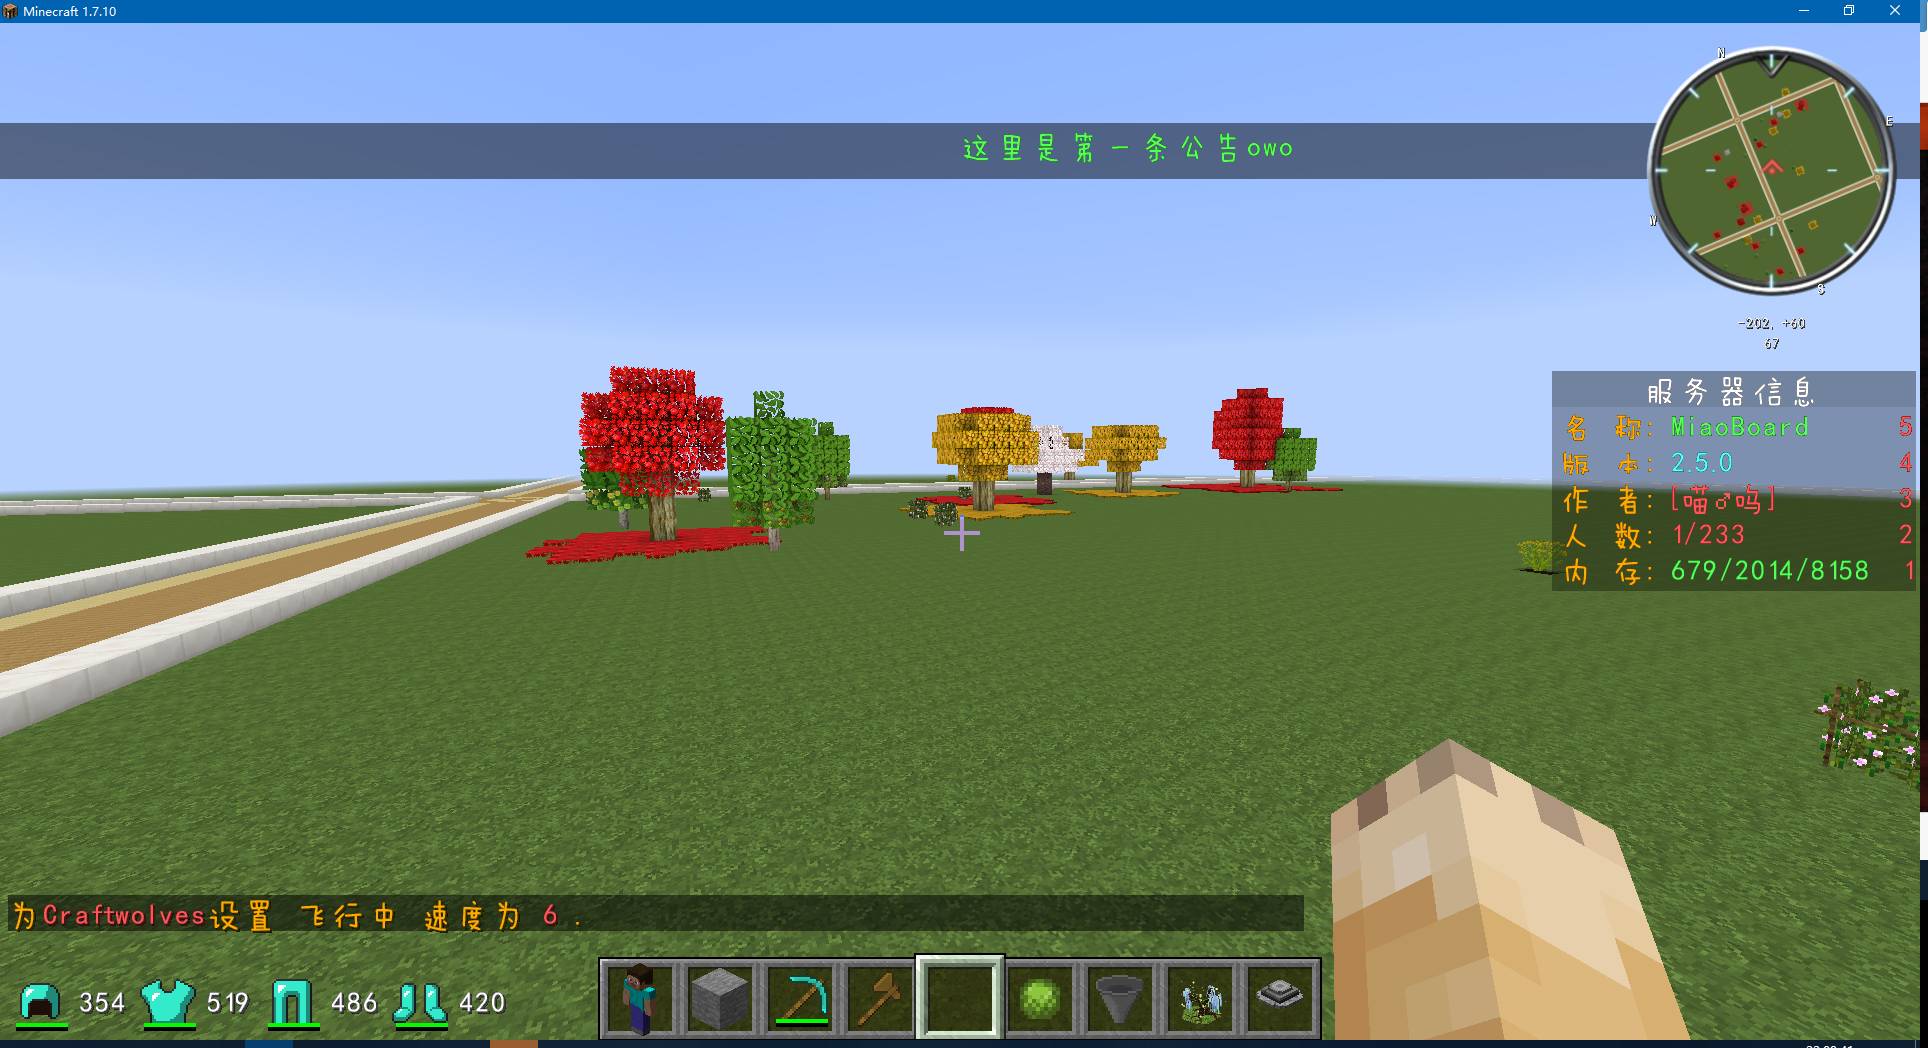 Minecraft 1.7.10
N
这里是第一条公告owo
E
W
S
-202, +60
67
服务器信息
名 称: MiaoBoard 5
版 本: 2.5.0 4
作 者: [喵♂呜] 3
人 数: 1/233 2
内 存: 679/2014/8158 1
为Craftwolves设置 飞行中 速度为 6 .
354 519 486 420